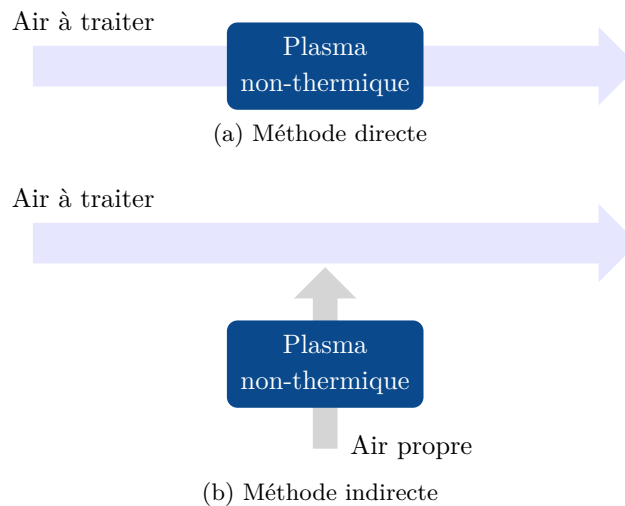 Air à traiter
Plasma
non-thermique
(a) Méthode directe
Air à traiter
Plasma
non-thermique
Air propre
(b) Méthode indirecte